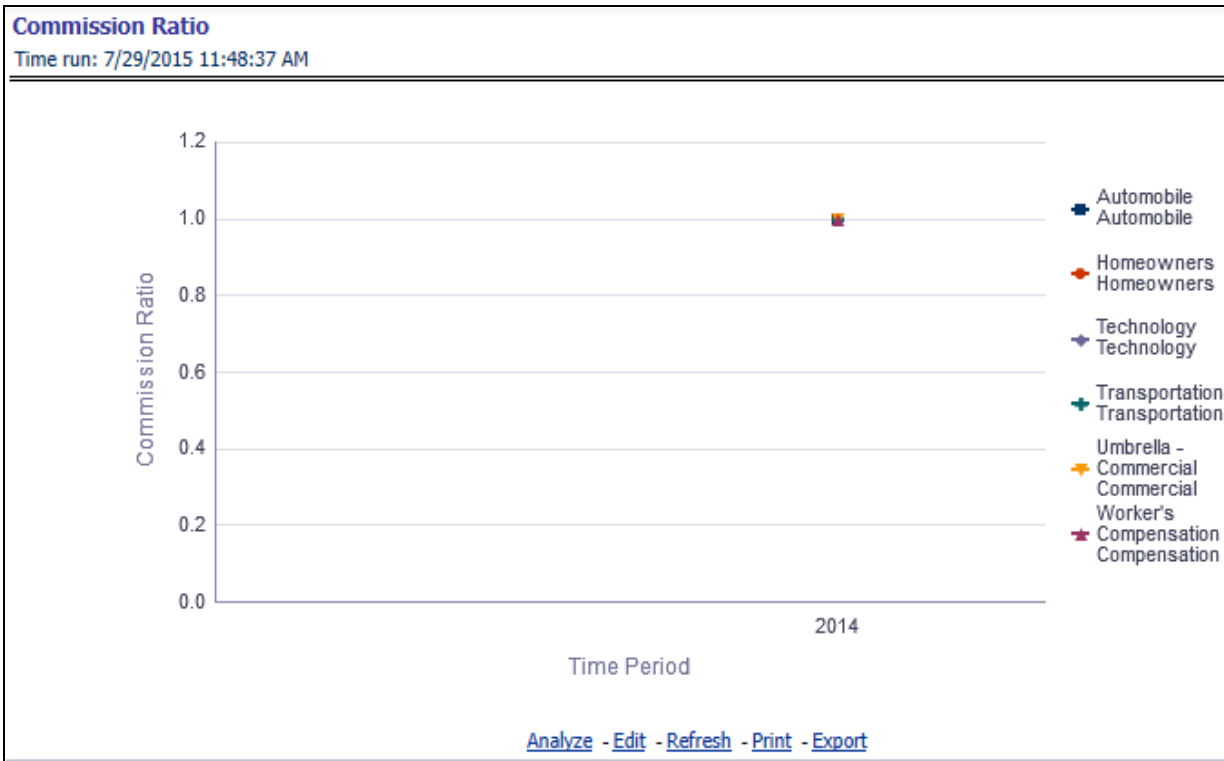 Commission Ratio
Time run: 7/29/2015 11:48:37 AM
1.2
1.0
0.8
0.6
0.4
0.2
0.0
Commission Ratio
2014
Time Period
Automobile
Automobile
Homeowners
Homeowners
Technology
Technology
Transportation
Transportation
Umbrella -
Commercial
Commercial
Worker's
Compensation
Compensation
Analyze - Edit - Refresh - Print - Export